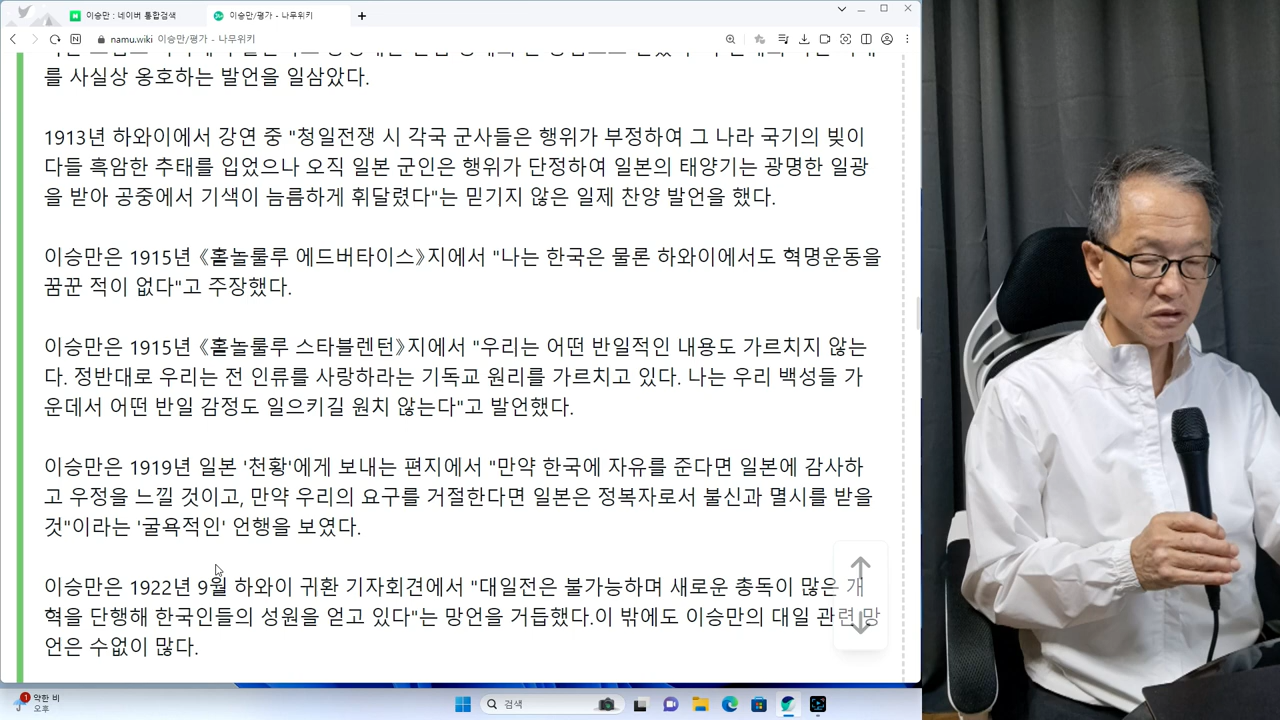 이승만 : 네이버 통합검색
이승만/평가 - 나무위키
namu.wiki 이승만/평가 - 나무위키
를 사실상 옹호하는 발언을 일삼았다.
1913년 하와이에서 강연 중 "청일전쟁 시 각국 군사들은 행위가 부정하여 그 나라 국기의 빛이
다들 흑암한 추태를 입었으나 오직 일본 군인은 행위가 단정하여 일본의 태양기는 광명한 일광
을 받아 공중에서 기색이 늠름하게 휘달렸다"는 믿기지 않은 일제 찬양 발언을 했다.
이승만은 1915년 《홀놀룰루 에드버타이스》지에서 "나는 한국은 물론 하와이에서도 혁명운동을
꿈꾼 적이 없다"고 주장했다.
이승만은 1915년 《홀놀룰루 스타블렌턴》지에서 "우리는 어떤 반일적인 내용도 가르치지 않는
다. 정반대로 우리는 전 인류를 사랑하라는 기독교 원리를 가르치고 있다. 나는 우리 백성들 가
운데서 어떤 반일 감정도 일으키길 원치 않는다"고 발언했다.
이승만은 1919년 일본 '천황'에게 보내는 편지에서 "만약 한국에 자유를 준다면 일본에 감사하
고 우정을 느낄 것이고, 만약 우리의 요구를 거절한다면 일본은 정복자로서 불신과 멸시를 받을
것"이라는 '굴욕적인' 언행을 보였다.
이승만은 1922년 9월 하와이 귀환 기자회견에서 "대일전은 불가능하며 새로운 총독이 많은 개
혁을 단행해 한국인들의 성원을 얻고 있다"는 망언을 거듭했다.이 밖에도 이승만의 대일 관련 망
언은 수없이 많다.
1
약한 비
오후
검색